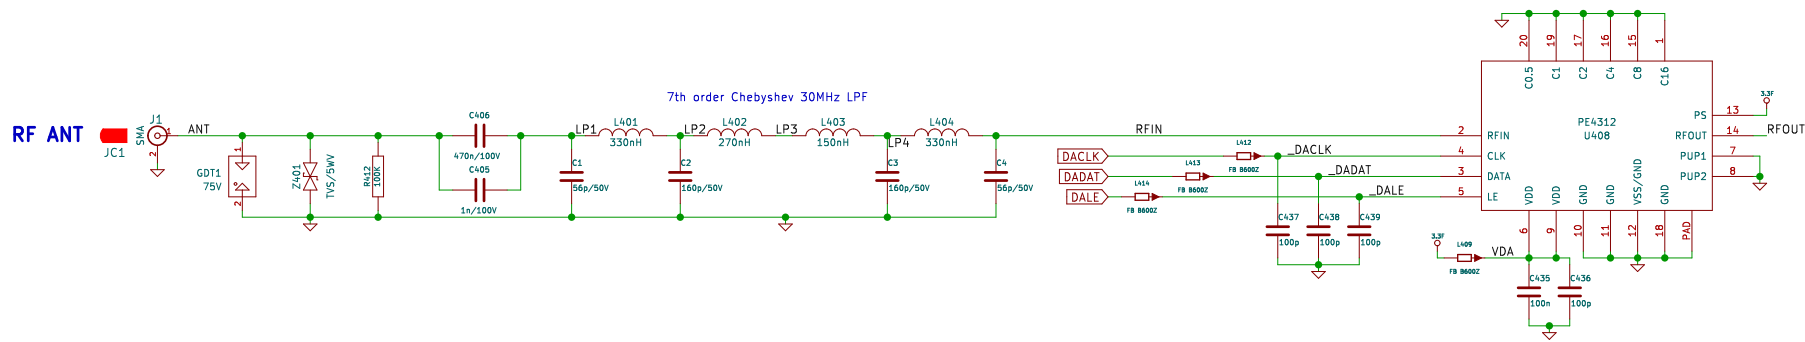 RF ANT
JC1
J1
SMA
1
2
ANT
GDT1
75V
1
2
Z401
TVS/5WV
R412
100K
C406
470n/100V
C405
1n/100V
7th order Chebyshev 30MHz LPF
LP1
L401
330nH
LP2
L402
270nH
LP3
L403
150nH
LP4
L404
330nH
C1
56p/50V
C2
160p/50V
C3
160p/50V
C4
56p/50V
RFIN
DACLK
L412
FB B600Z
_DACLK
DADAT
L413
FB B600Z
_DADAT
DALE
L414
FB B600Z
_DALE
C437
100p
C438
100p
C439
100p
20
19
17
16
15
1
C0.5
C1
C2
C4
C8
C16
PE4312
U408
2
RFIN
4
CLK
3
DATA
5
LE
PS
13
3.3F
RFOUT
14
RFOUT
PUP1
7
PUP2
8
VDD
VDD
GND
GND
VSS/GND
GND
6
9
10
11
12
18
PAD
3.3F
L409
FB B600Z
VDA
C435
100n
C436
100p